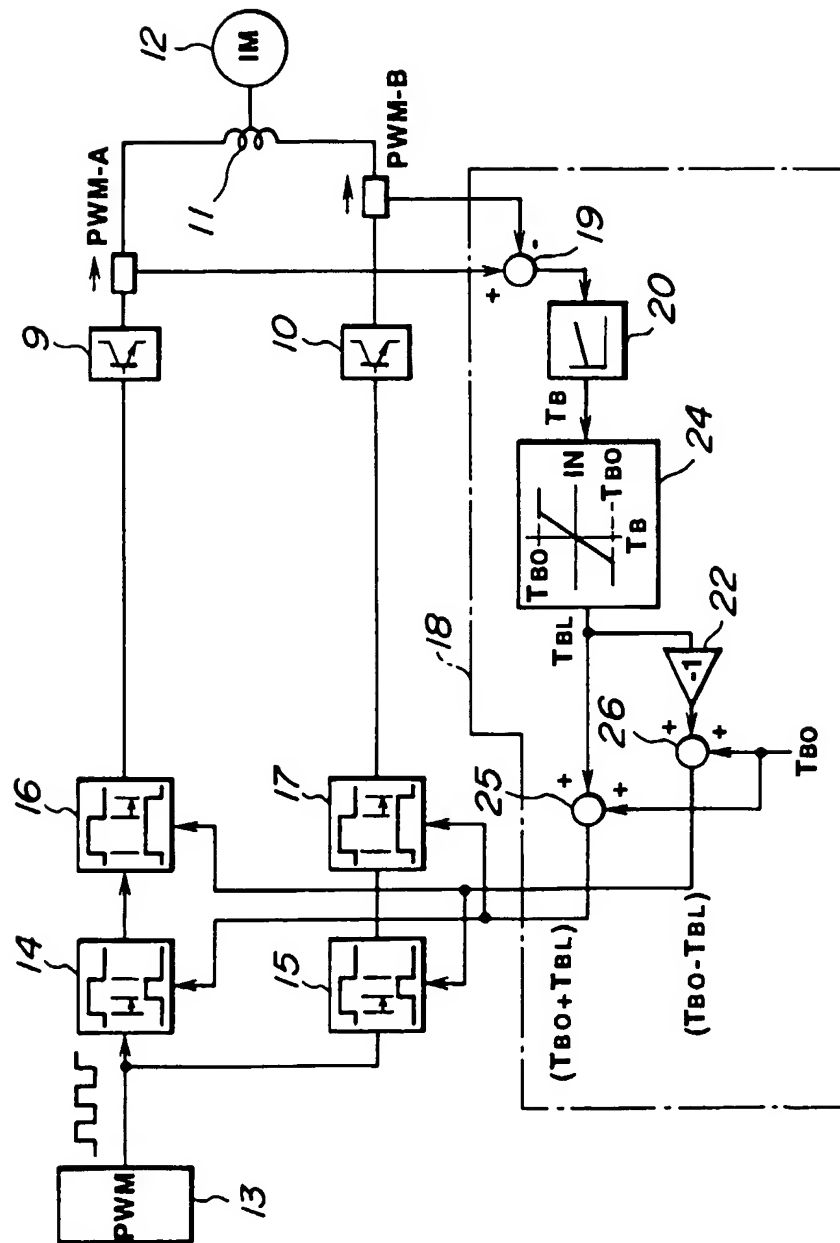 12
IM
PWM-A
PWM-B
11
9
10
+
-
19
20
TB
24
IN
TBO
-TBO
TB
TBL
18
22
-1
16
17
25
+
+
26
+
+
TBO
14
15
(TBO+TBL)
(TBO-TBL)
PWM
13